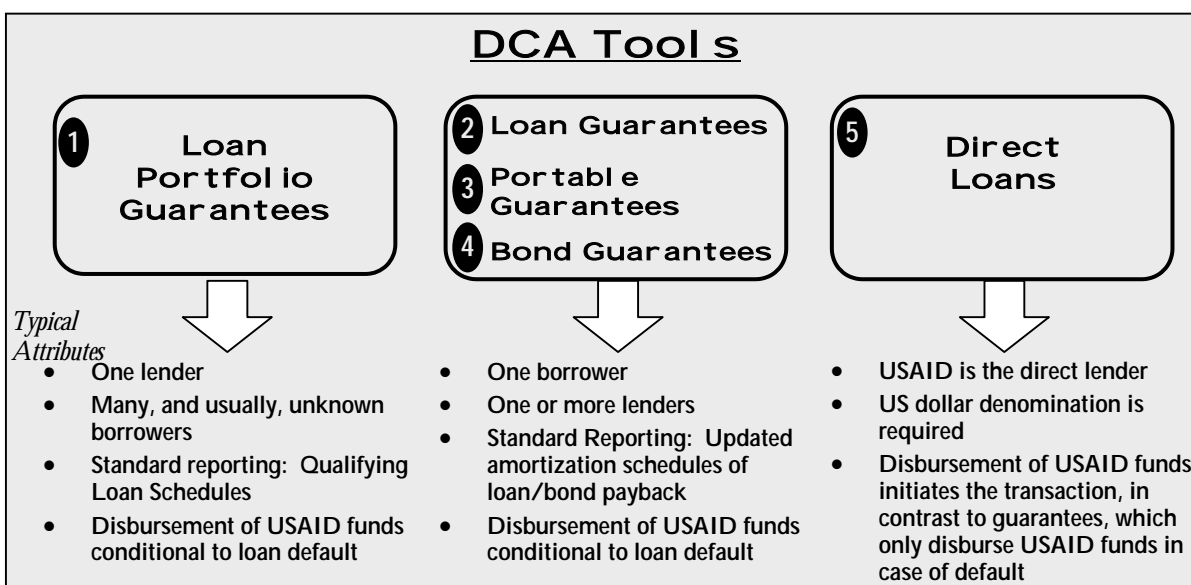 DCA Tools
1
Loan
Portfolio
Guarantees
2 Loan Guarantees
3 Portable
Guarantees
4 Bond Guarantees
5
Direct
Loans
Typical
Attributes
• One lender
• Many, and usually, unknown
borrowers
• Standard reporting: Qualifying
Loan Schedules
• Disbursement of USAID funds
conditional to loan default
• One borrower
• One or more lenders
• Standard Reporting: Updated
amortization schedules of
loan/bond payback
• Disbursement of USAID funds
conditional to loan default
• USAID is the direct lender
• US dollar denomination is
required
• Disbursement of USAID funds
initiates the transaction, in
contrast to guarantees, which
only disburse USAID funds in
case of default